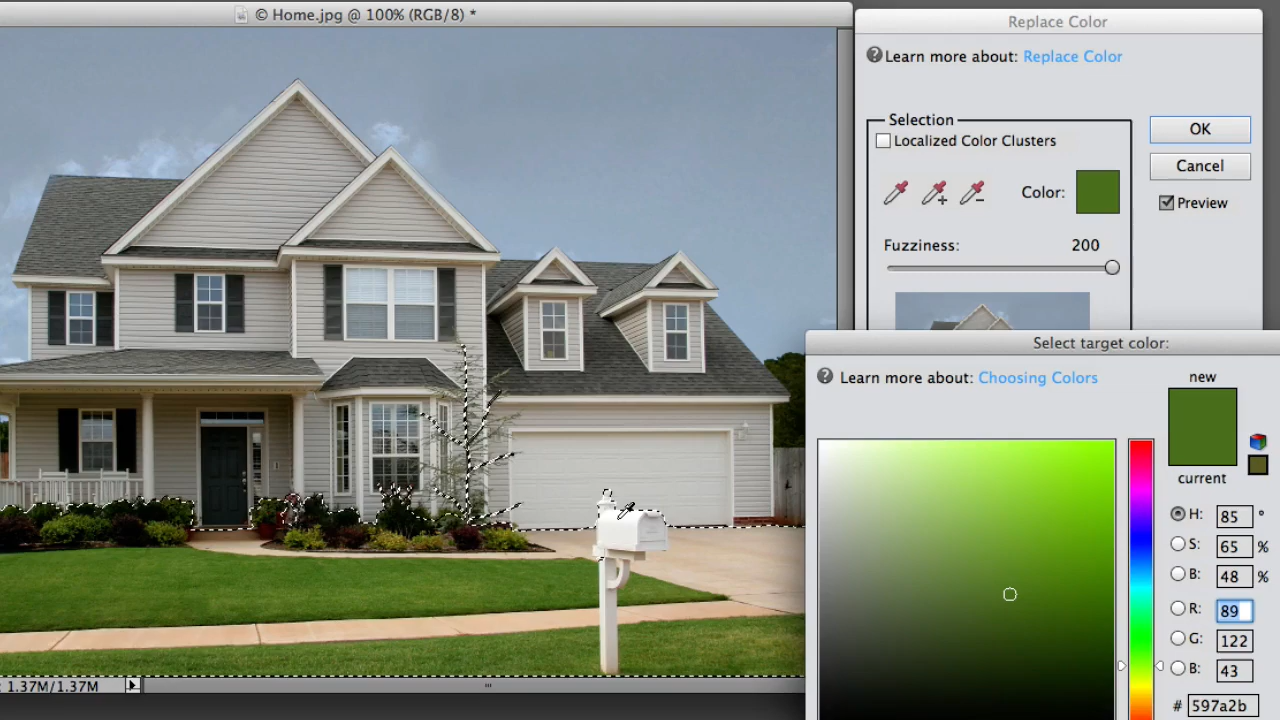 © Home.jpg @ 100% (RGB/8) *
: 1.37M/1.37M
Replace Color
? Learn more about: Replace Color
Selection
Localized Color Clusters
Color:
Fuzziness: 200
OK
Cancel
Preview
Select target color:
? Learn more about: Choosing Colors
new
current
H: 85 °
S: 65 %
B: 48 %
R: 89
G: 122
B: 43
# 597a2b